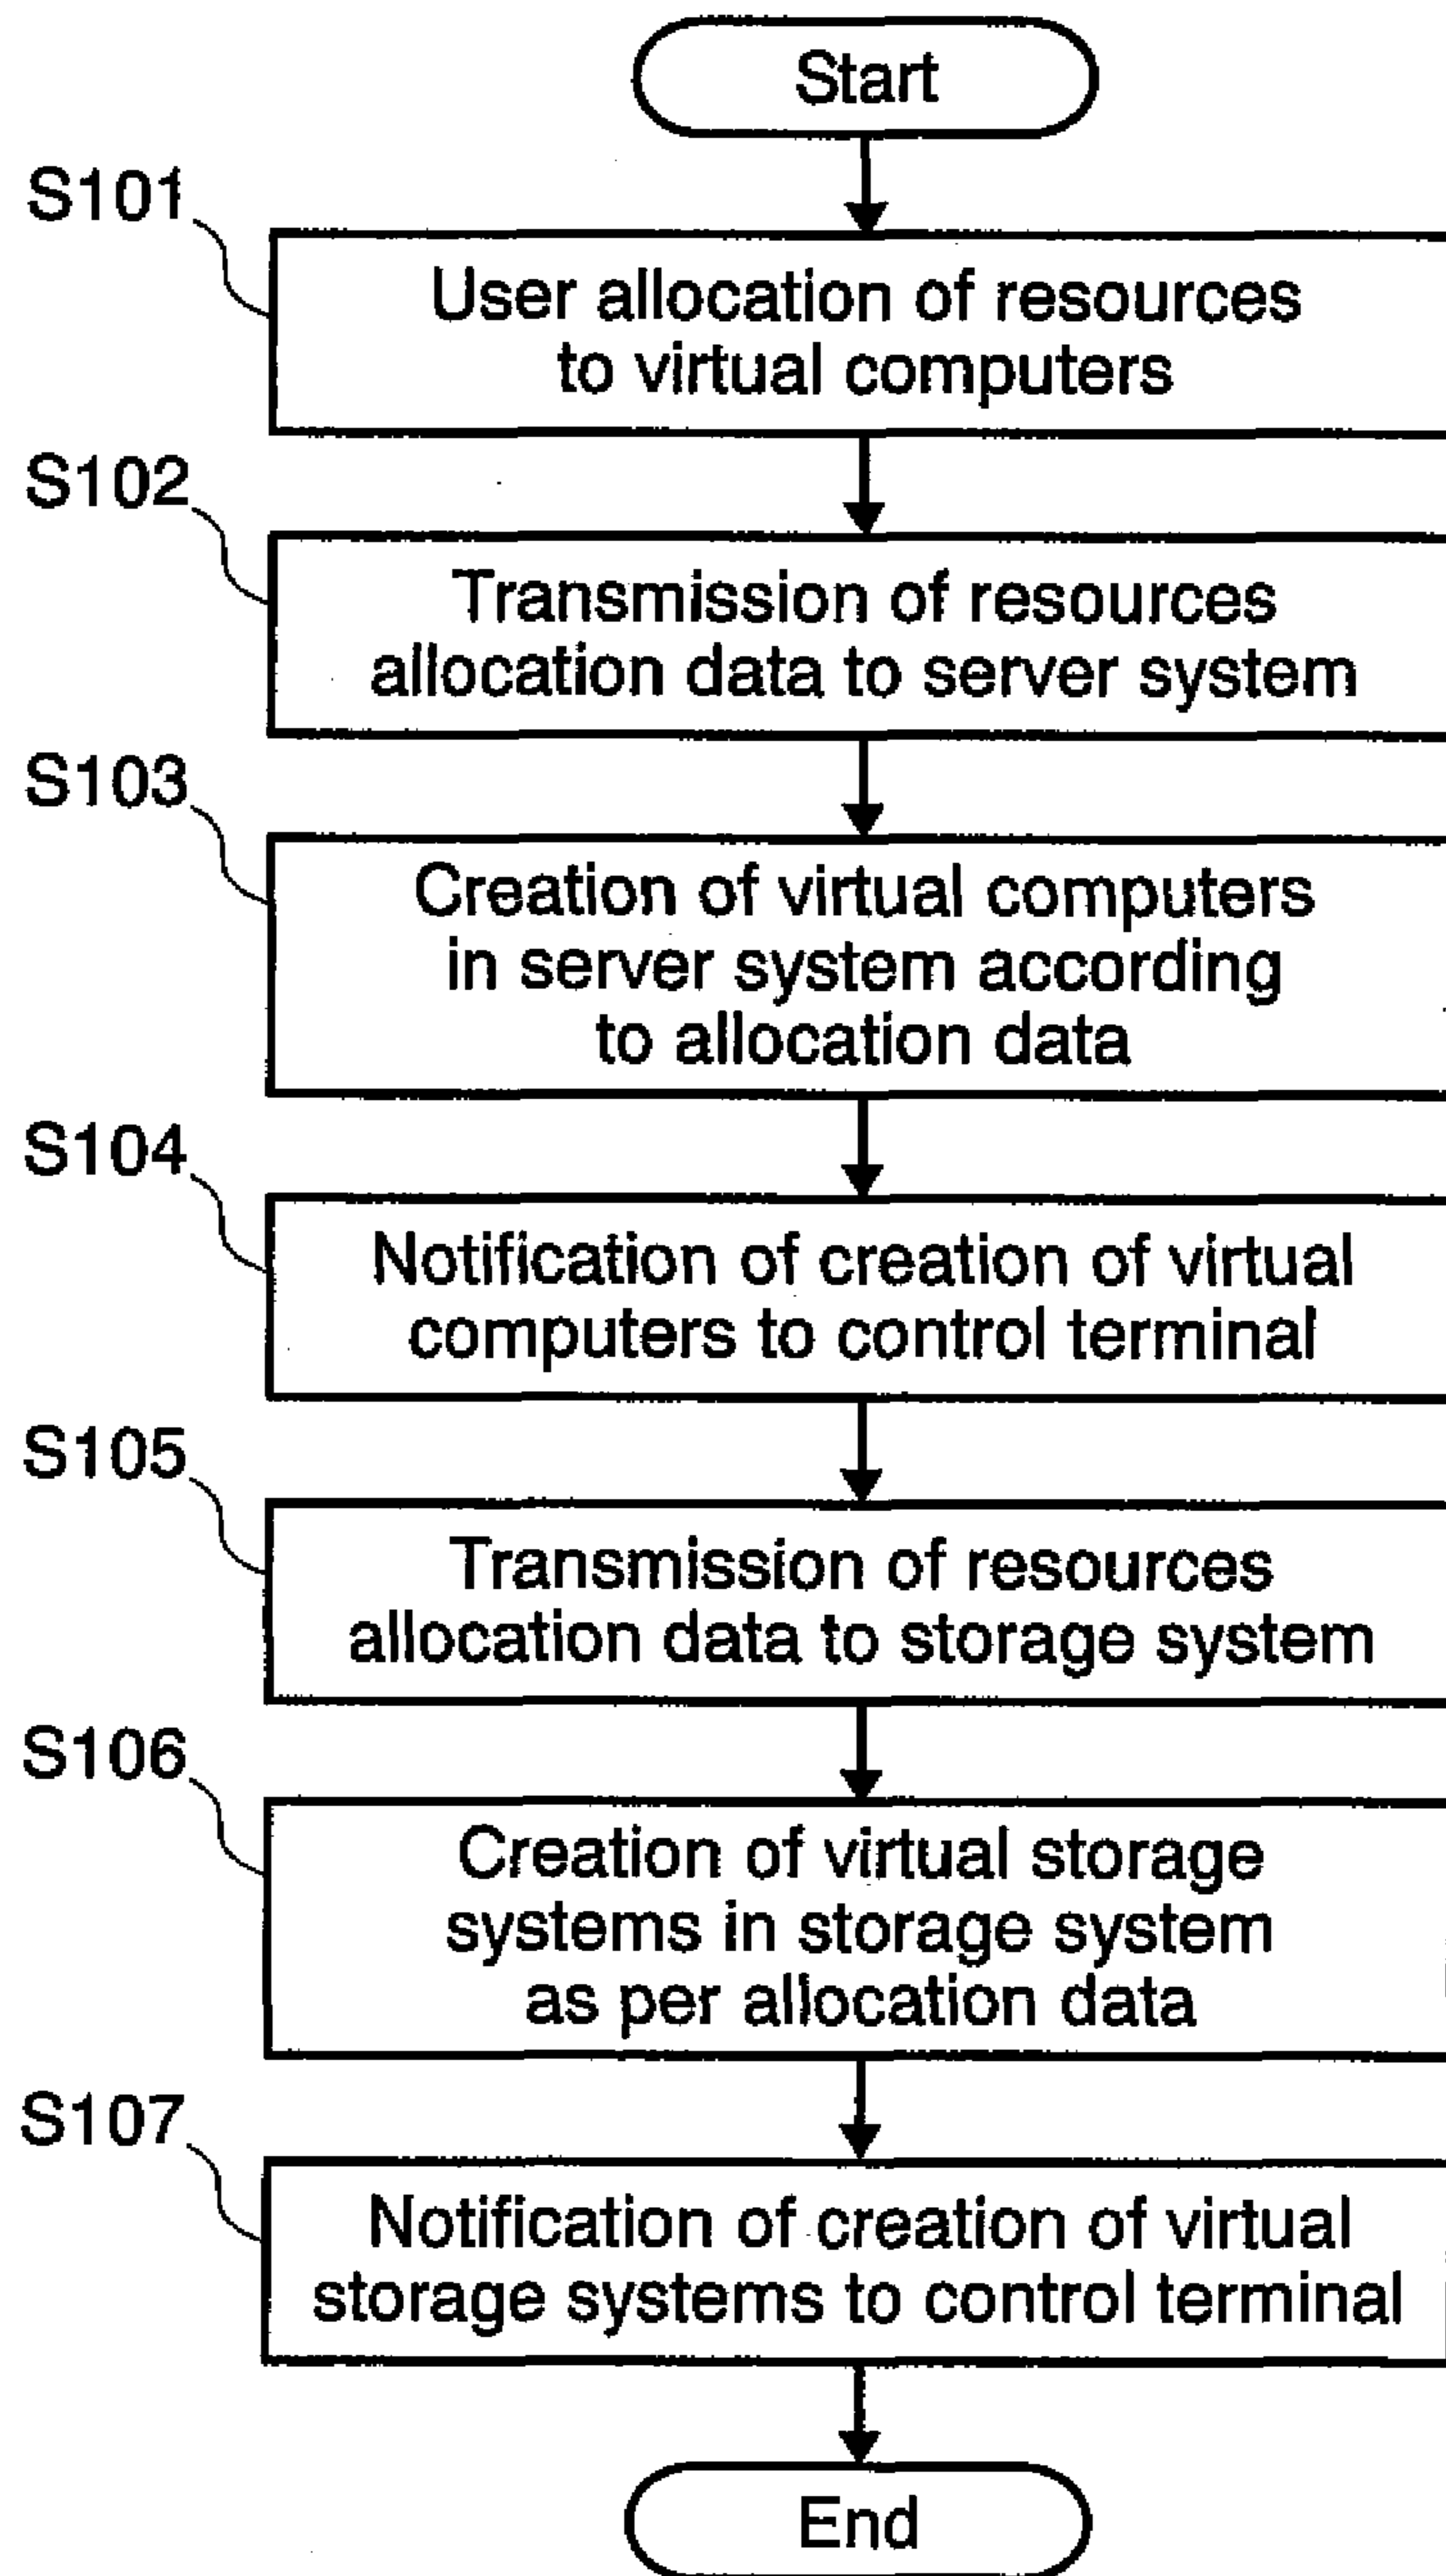 Start
S101
User allocation of resources
to virtual computers
S102
Transmission of resources
allocation data to server system
S103
Creation of virtual computers
in server system according
to allocation data
S104
Notification of creation of virtual
computers to control terminal
S105
Transmission of resources
allocation data to storage system
S106
Creation of virtual storage
systems in storage system
as per allocation data
S107
Notification of creation of virtual
storage systems to control terminal
End